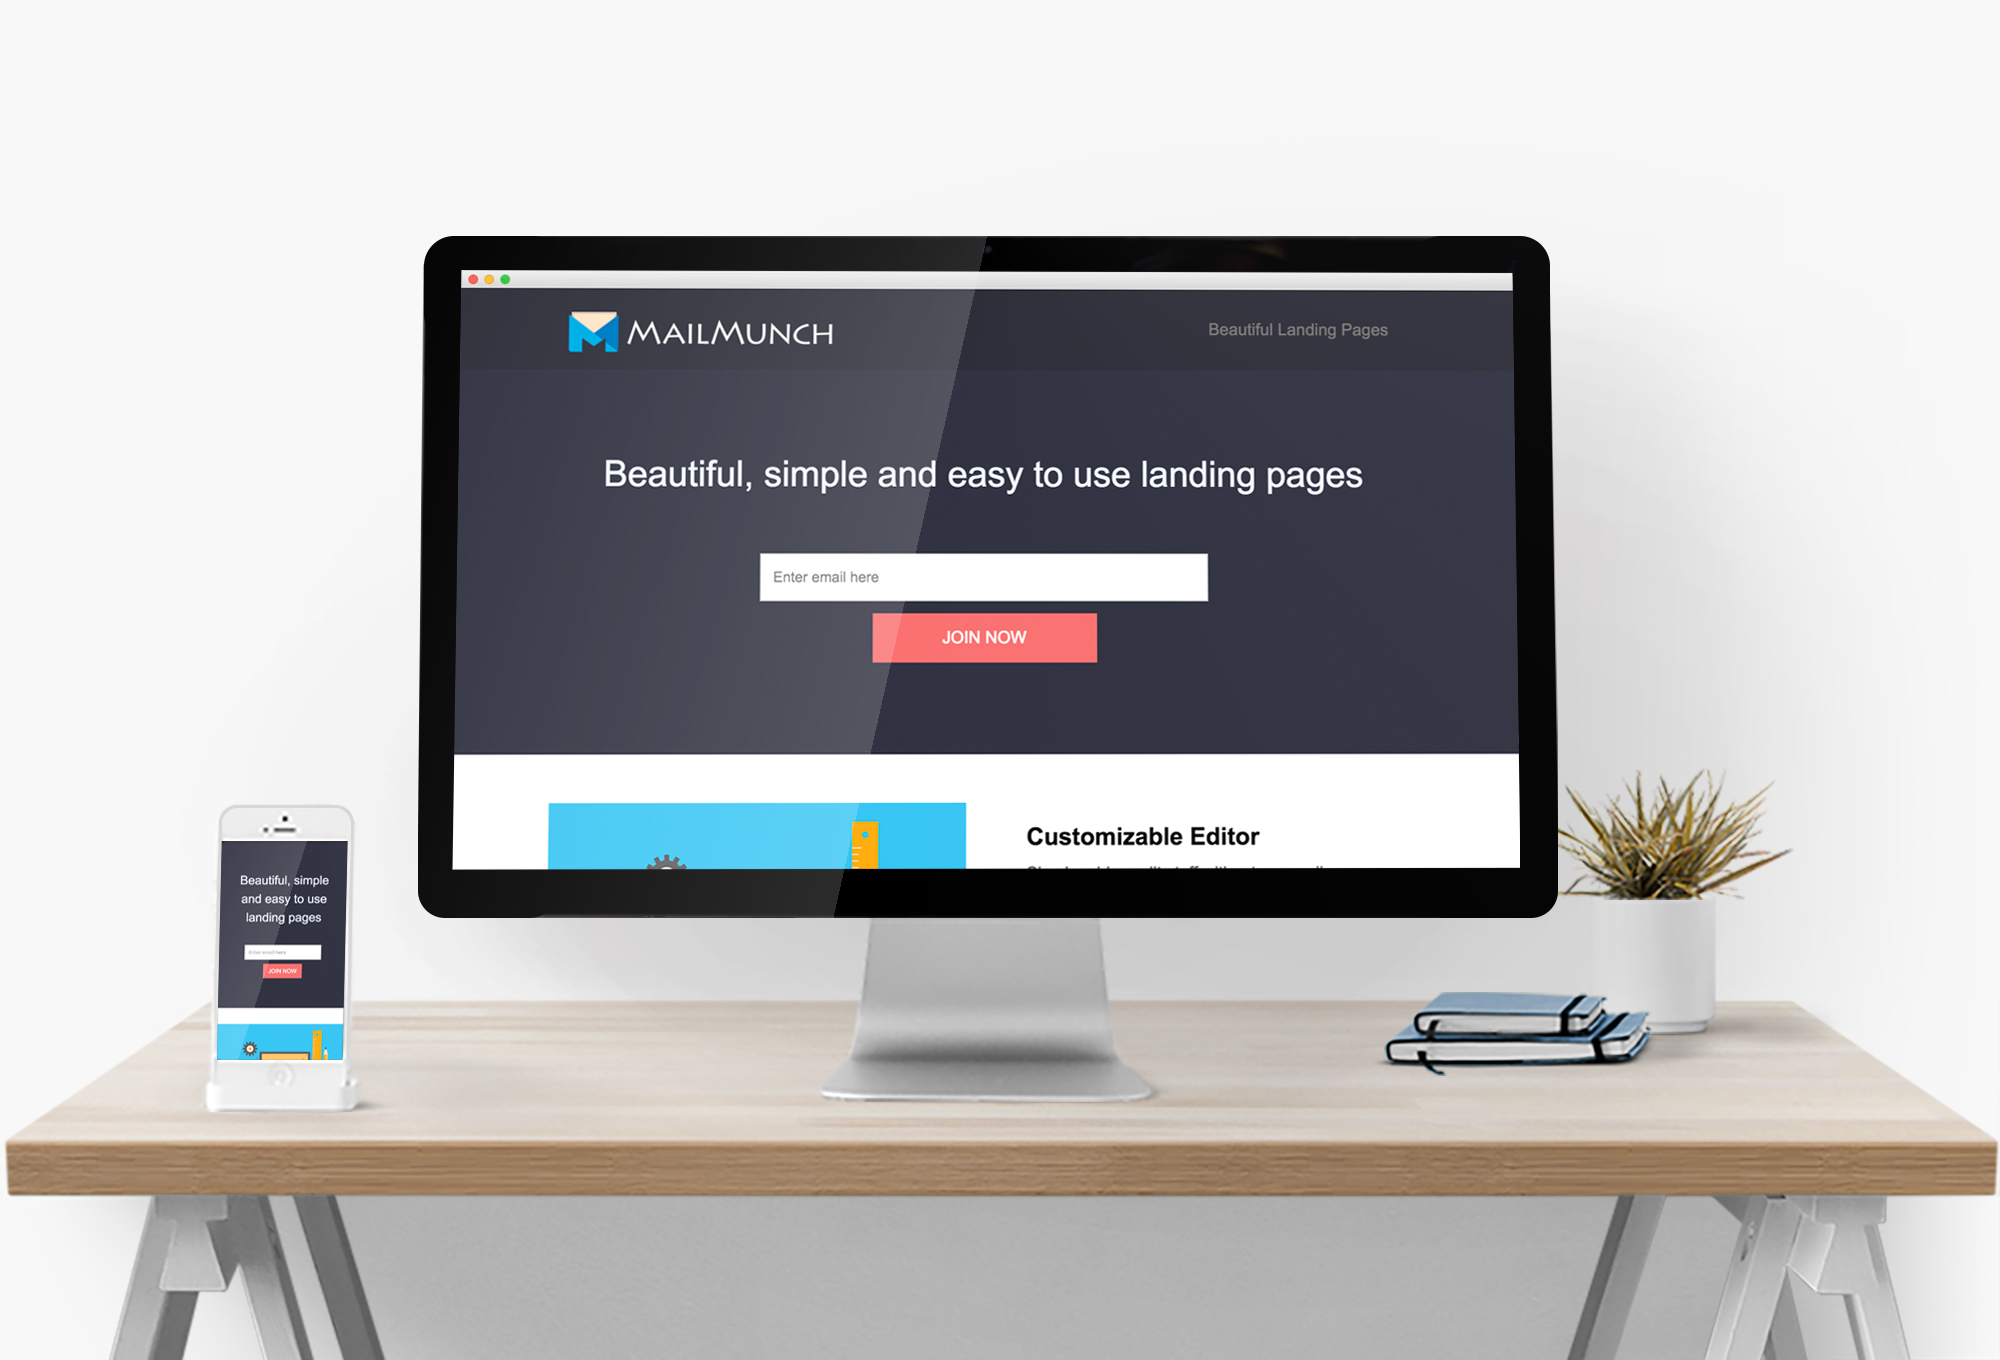 MAILMUNCH
Beautiful Landing Pages
Beautiful, simple and easy to use landing pages
Enter email here
JOIN NOW
Customizable Editor
Beautiful, simple
and easy to use
landing pages
Enter email here
JOIN NOW